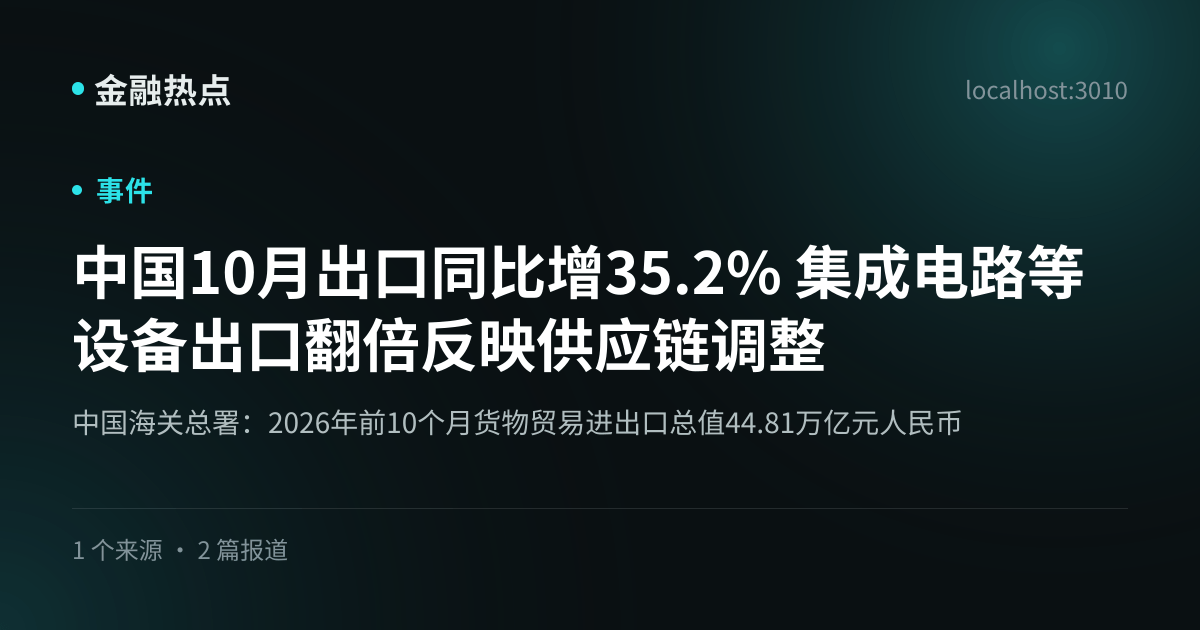 金融热点
localhost:3010
事件
中国10月出口同比增35.2% 集成电路等
设备出口翻倍反映供应链调整
中国海关总署：2026年前10个月货物贸易进出口总值44.81万亿元人民币
1 个来源 · 2 篇报道